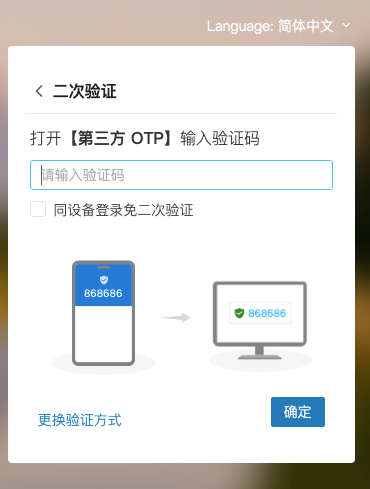 Language: 简体中文
二次验证
打开【第三方 OTP】输入验证码
请输入验证码
同设备登录免二次验证
868686
868686
更换验证方式
确定